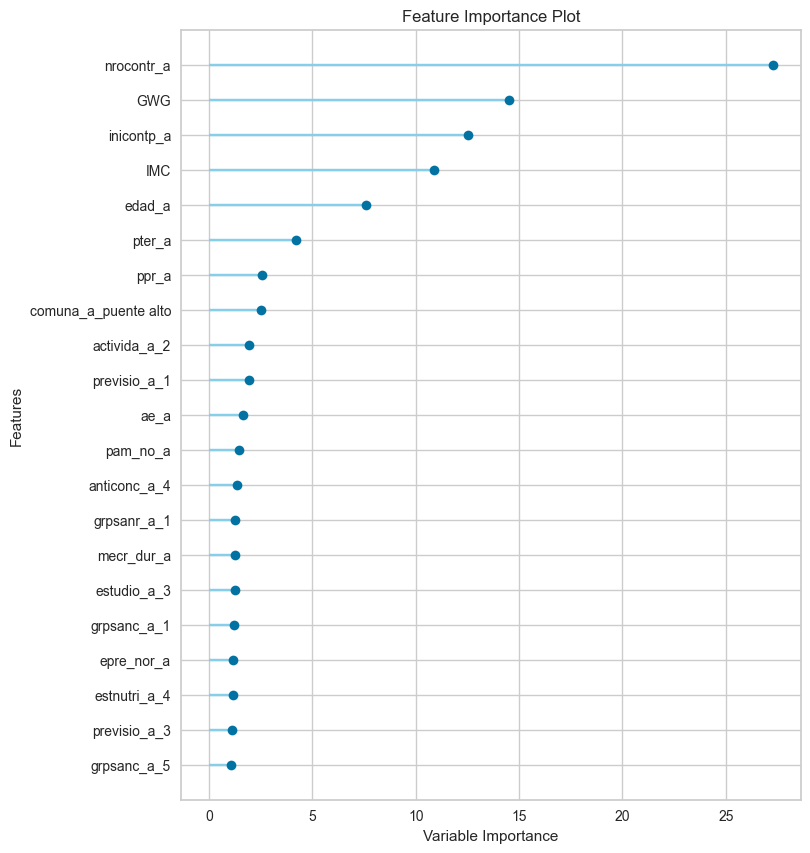 Feature Importance Plot
nrocontr_a
GWG
inicontp_a
IMC
edad_a
pter_a
ppr_a
comuna_a_puente alto
activida_a_2
previsio_a_1
ae_a
pam_no_a
anticonc_a_4
grpsanr_a_1
mecr_dur_a
estudio_a_3
grpsanc_a_1
epre_nor_a
estnutri_a_4
previsio_a_3
grpsanc_a_5
Features
0 5 10 15 20 25
Variable Importance